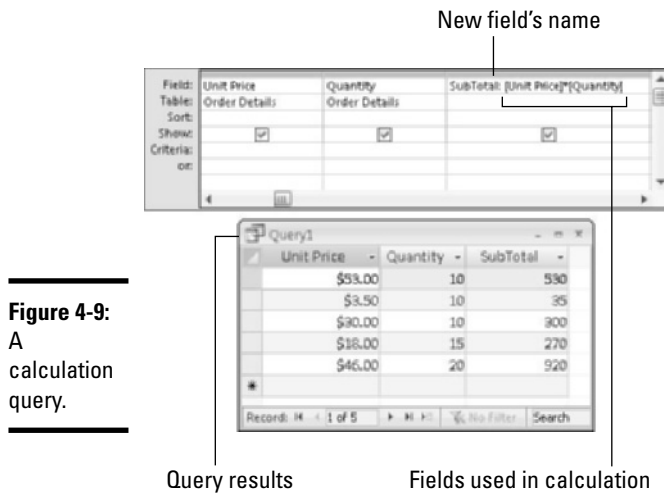 New field's name
Field: Unit Price Quantity SubTotal: [Unit Price]*[Quantity]
Table: Order Details Order Details
Sort:
Show:
Criteria:
or:
Query1
Unit Price Quantity SubTotal
$53.00 10 530
$3.50 10 35
$30.00 10 300
$18.00 15 270
$46.00 20 920
Record: 1 of 5 No Filter Search
Figure 4-9:
A
calculation
query.
Query results Fields used in calculation